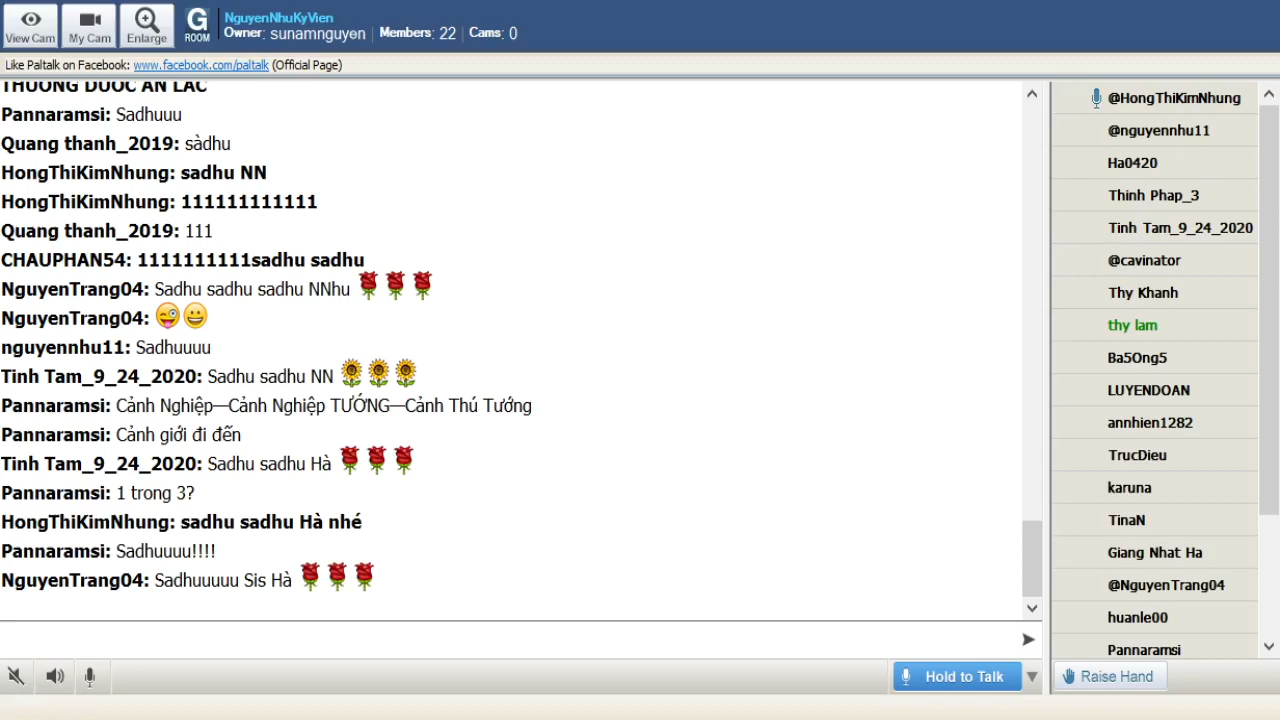 View Cam
My Cam
Enlarge
G
ROOM
NguyenNhuKyVien
Owner: sunamnguyen
Members: 22
Cams: 0
Like Paltalk on Facebook: www.facebook.com/paltalk (Official Page)
THUONG DUOC AN LAC
Pannaramsi: Sadhuuu
Quang thanh_2019: sàdhu
HongThiKimNhung: sadhu NN
HongThiKimNhung: 111111111111
Quang thanh_2019: 111
CHAUPHAN54: 1111111111sadhu sadhu
NguyenTrang04: Sadhu sadhu sadhu NNhu
NguyenTrang04:
nguyennhu11: Sadhuuuu
Tinh Tam_9_24_2020: Sadhu sadhu NN
Pannaramsi: Cảnh Nghiệp—Cảnh Nghiệp TƯỚNG—Cảnh Thú Tướng
Pannaramsi: Cảnh giới đi đến
Tinh Tam_9_24_2020: Sadhu sadhu Hà
Pannaramsi: 1 trong 3?
HongThiKimNhung: sadhu sadhu Hà nhé
Pannaramsi: Sadhuuuu!!!!
NguyenTrang04: Sadhuuuuu Sis Hà
Hold to Talk
@HongThiKimNhung
@nguyennhu11
Ha0420
Thinh Phap_3
Tinh Tam_9_24_2020
@cavinator
Thy Khanh
thy lam
Ba5Ong5
LUYENDOAN
annhien1282
TrucDieu
karuna
TinaN
Giang Nhat Ha
@NguyenTrang04
huanle00
Pannaramsi
Raise Hand